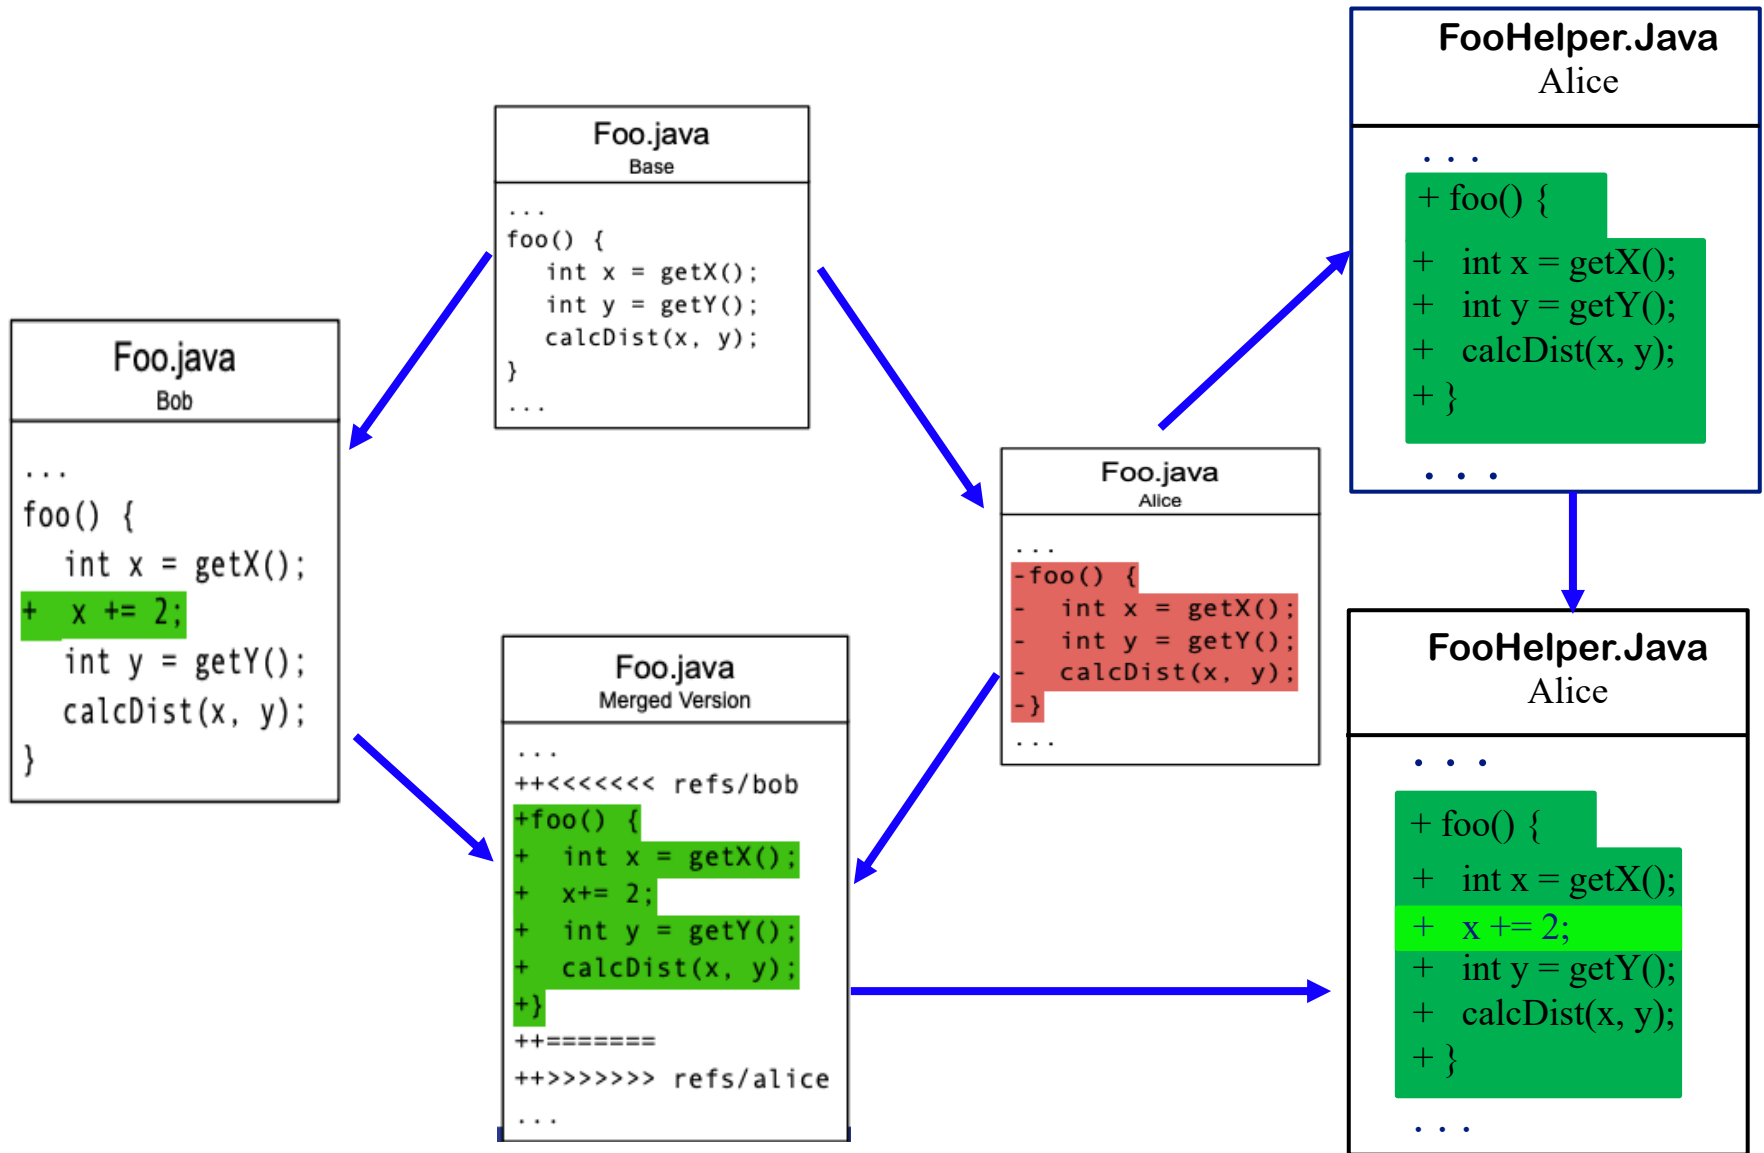 Foo.java
Base
...
foo() {
int x = getX();
int y = getY();
calcDist(x, y);
}
...
Foo.java
Bob
...
foo() {
int x = getX();
+ x += 2;
int y = getY();
calcDist(x, y);
}
Foo.java
Merged Version
...
++<<<<<<< refs/bob
+foo() {
+ int x = getX();
+ x+= 2;
+ int y = getY();
+ calcDist(x, y);
+}
++=======
++>>>>>>> refs/alice
...
Foo.java
Alice
...
-foo() {
- int x = getX();
- int y = getY();
- calcDist(x, y);
-}
...
FooHelper.Java
Alice
. . .
+ foo() {
+ int x = getX();
+ int y = getY();
+ calcDist(x, y);
+ }
. . .
FooHelper.Java
Alice
. . .
+ foo() {
+ int x = getX();
+ x += 2;
+ int y = getY();
+ calcDist(x, y);
+ }
. . .